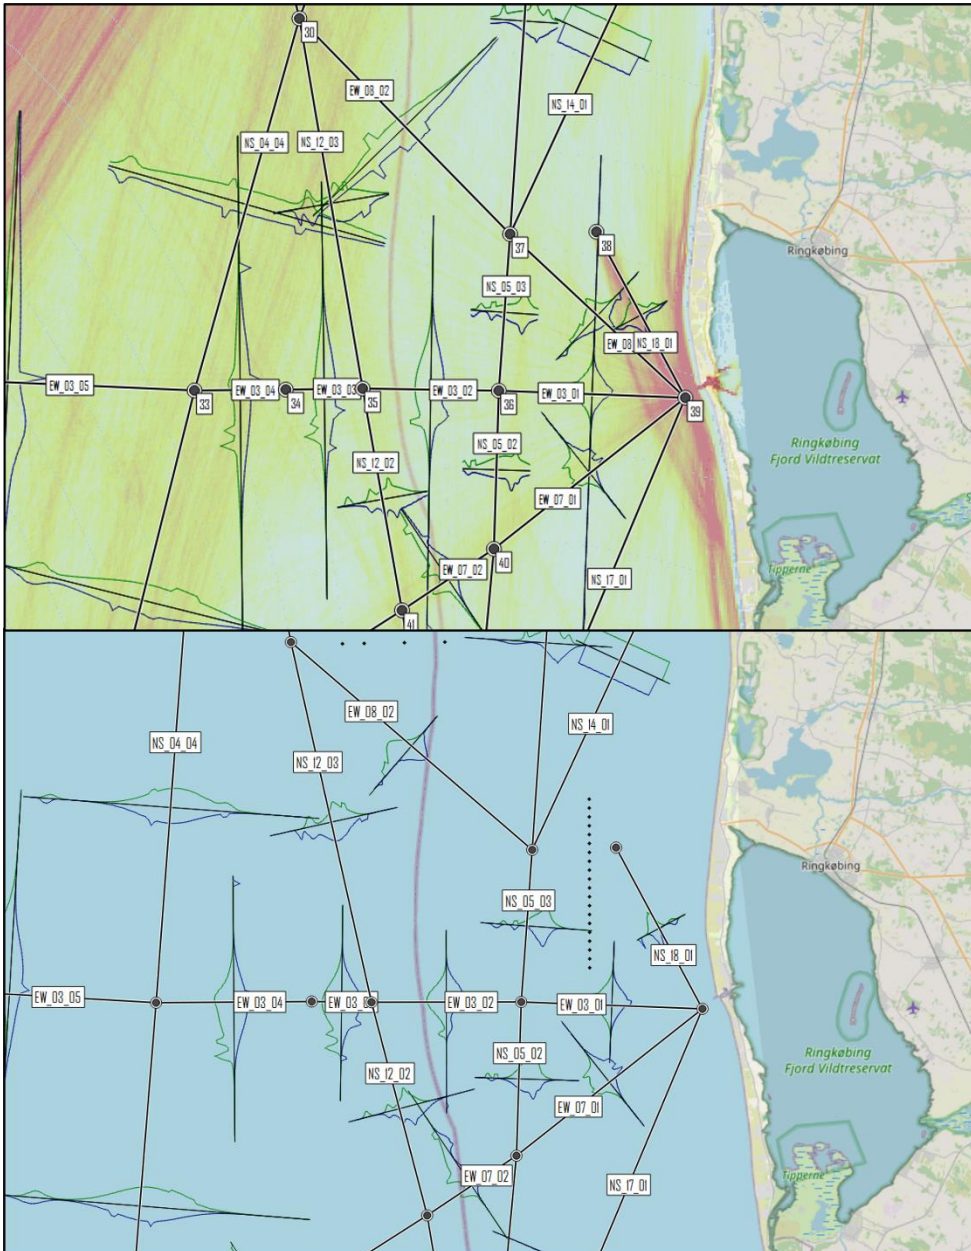 30
EW_08_02
NS_14_01
NS_04_04
NS_12_03
37
38
Ringkøbing
NS_05_03
EW_08
NS_18_01
EW_03_05
EW_03_04
EW_03_03
EW_03_02
EW_03_01
33
34
35
36
39
NS_05_02
Ringkøbing
Fjord Vildtreservat
NS_12_02
EW_07_01
40
EW_07_02
Tipperne
NS_17_01
41
EW_08_02
NS_14_01
NS_04_04
NS_12_03
Ringkøbing
NS_05_03
NS_18_01
EW_03_05
EW_03_04
EW_03
EW_03_02
EW_03_01
NS_05_02
Ringkøbing
Fjord Vildtreservat
NS_12_02
EW_07_01
EW_07_02
Tipperne
NS_17_01